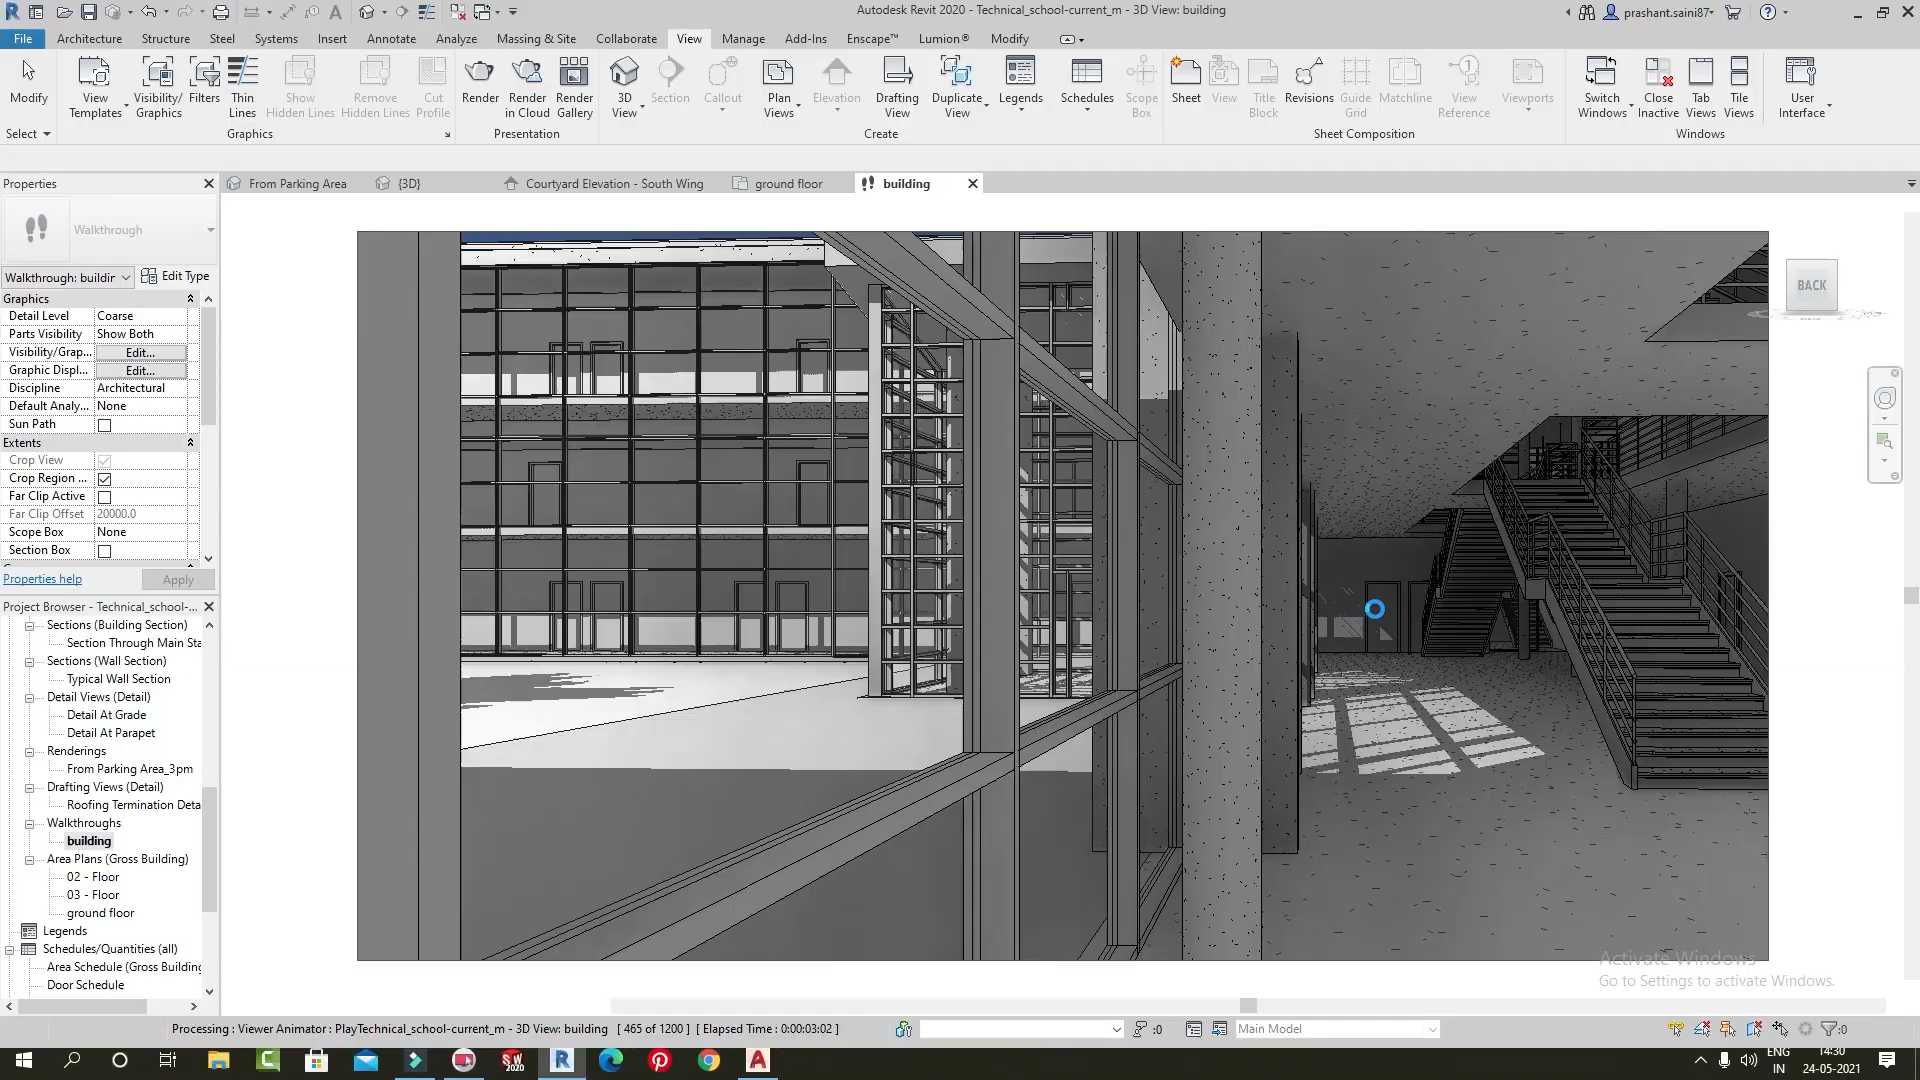 Autodesk Revit 2020 - Technical_school-current_m - 3D View: building
prashant.saini87
File Architecture Structure Steel Systems Insert Annotate Analyze Massing & Site Collaborate View Manage Add-Ins Enscape™ Lumion® Modify
Modify
View Templates
Visibility/ Graphics
Filters
Thin Lines
Show Hidden Lines
Remove Hidden Lines
Cut Profile
Render
Render in Cloud
Render Gallery
3D View
Section
Callout
Plan Views
Elevation
Drafting View
Duplicate View
Legends
Schedules
Scope Box
Sheet
View
Title Block
Revisions
Guide Grid
Matchline
View Reference
Viewports
Switch Windows
Close Inactive
Tab Views
Tile Views
User Interface
Select Graphics Presentation Create Sheet Composition Windows
Properties
From Parking Area {3D} Courtyard Elevation - South Wing ground floor building
Walkthrough
Walkthrough: buildir Edit Type
Graphics
Detail Level Coarse
Parts Visibility Show Both
Visibility/Grap... Edit...
Graphic Displ... Edit...
Discipline Architectural
Default Analy... None
Sun Path
Extents
Crop View
Crop Region ...
Far Clip Active
Far Clip Offset 20000.0
Scope Box None
Section Box
Properties help Apply
Project Browser - Technical_school-...
Sections (Building Section)
Section Through Main Sta
Sections (Wall Section)
Typical Wall Section
Detail Views (Detail)
Detail At Grade
Detail At Parapet
Renderings
From Parking Area_3pm
Drafting Views (Detail)
Roofing Termination Deta
Walkthroughs
building
Area Plans (Gross Building)
02 - Floor
03 - Floor
ground floor
Legends
Schedules/Quantities (all)
Area Schedule (Gross Building
Door Schedule
BACK
Activate Windows
Go to Settings to activate Windows.
Processing : Viewer Animator : PlayTechnical_school-current_m - 3D View: building [ 465 of 1200 ] [ Elapsed Time : 0:00:03:02 ]
:0
Main Model
:0
SW 2020
ENG
IN
14:30
24-05-2021